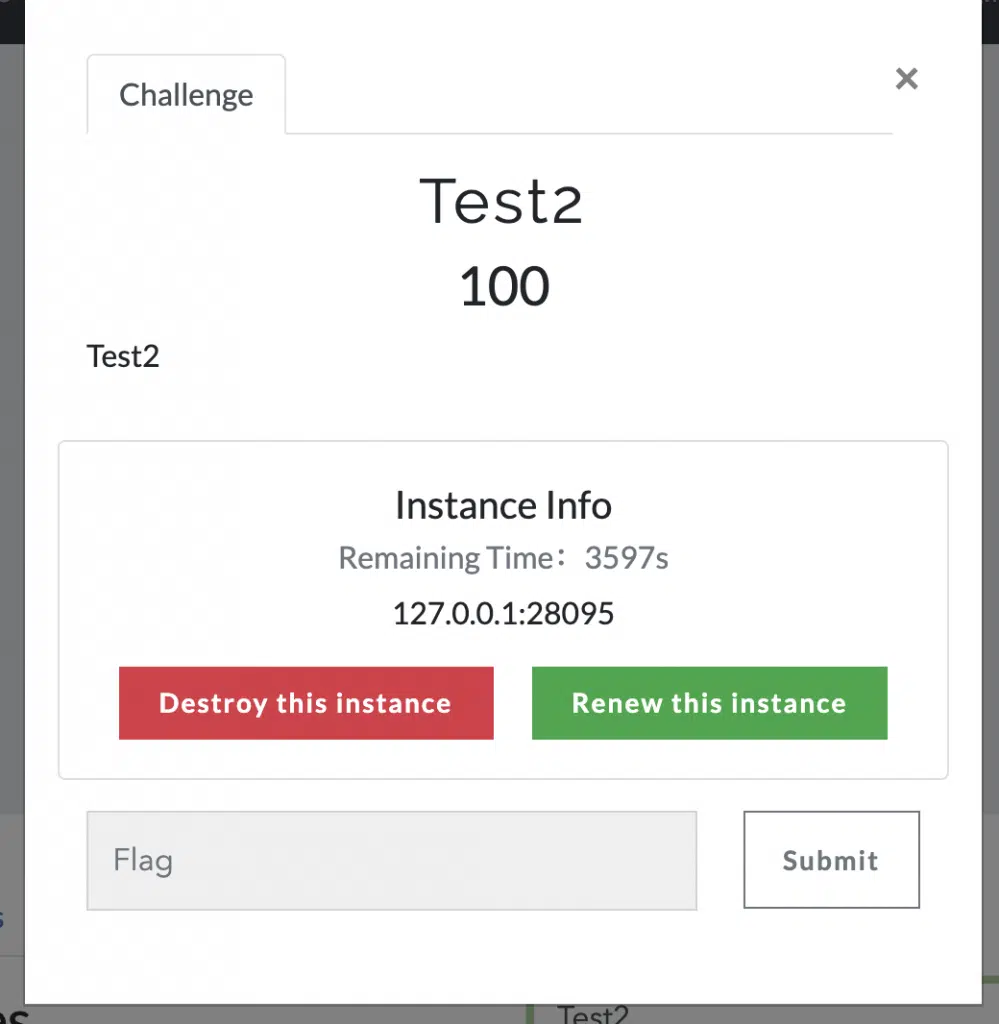 Challenge
×
Test2
100
Test2
Instance Info
Remaining Time：3597s
127.0.0.1:28095
Destroy this instance Renew this instance
Flag Submit
Test2